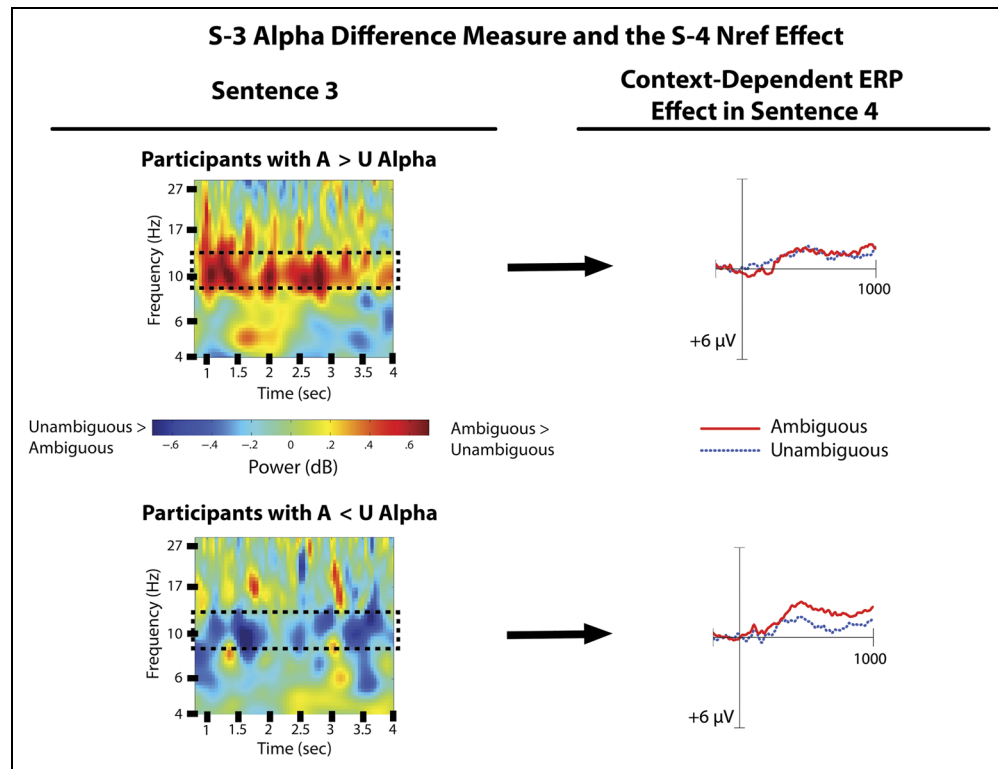 S-3 Alpha Difference Measure and the S-4 Nref Effect
Sentence 3
Context-Dependent ERP
Effect in Sentence 4
Participants with A > U Alpha
Frequency (Hz)
27
17
10
6
4
1 1.5 2 2.5 3 3.5 4
Time (sec)
1000
+6 µV
Unambiguous >
Ambiguous
-.6 -.4 -.2 0 .2 .4 .6
Power (dB)
Ambiguous >
Unambiguous
Ambiguous
Unambiguous
Participants with A < U Alpha
Frequency (Hz)
27
17
10
6
4
1 1.5 2 2.5 3 3.5 4
Time (sec)
1000
+6 µV